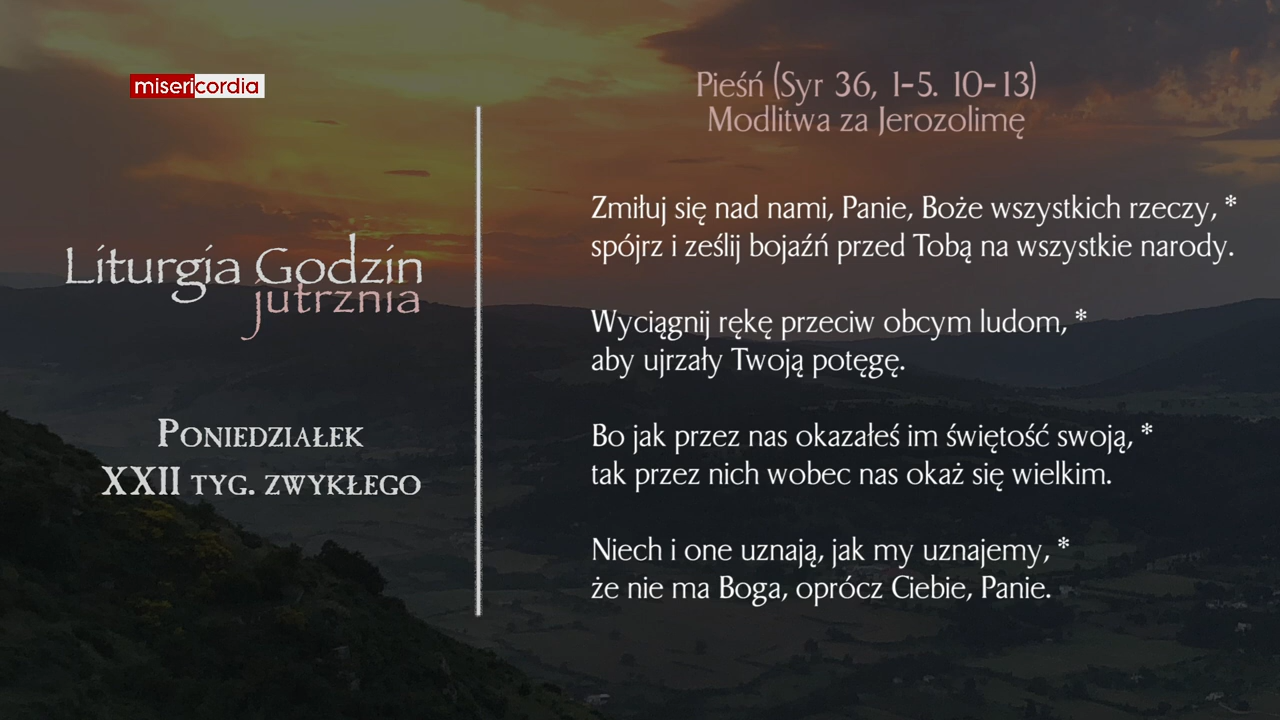 misericordia
Liturgia Godzin
jutrznia
Poniedziałek
XXII tyg. zwykłego
Pieśń (Syr 36, 1-5. 10-13)
Modlitwa za Jerozolimę
Zmiłuj się nad nami, Panie, Boże wszystkich rzeczy, *
spójrz i ześlij bojaźń przed Tobą na wszystkie narody.
Wyciągnij rękę przeciw obcym ludom, *
aby ujrzały Twoją potęgę.
Bo jak przez nas okazałeś im świętość swoją, *
tak przez nich wobec nas okaż się wielkim.
Niech i one uznają, jak my uznajemy, *
że nie ma Boga, oprócz Ciebie, Panie.